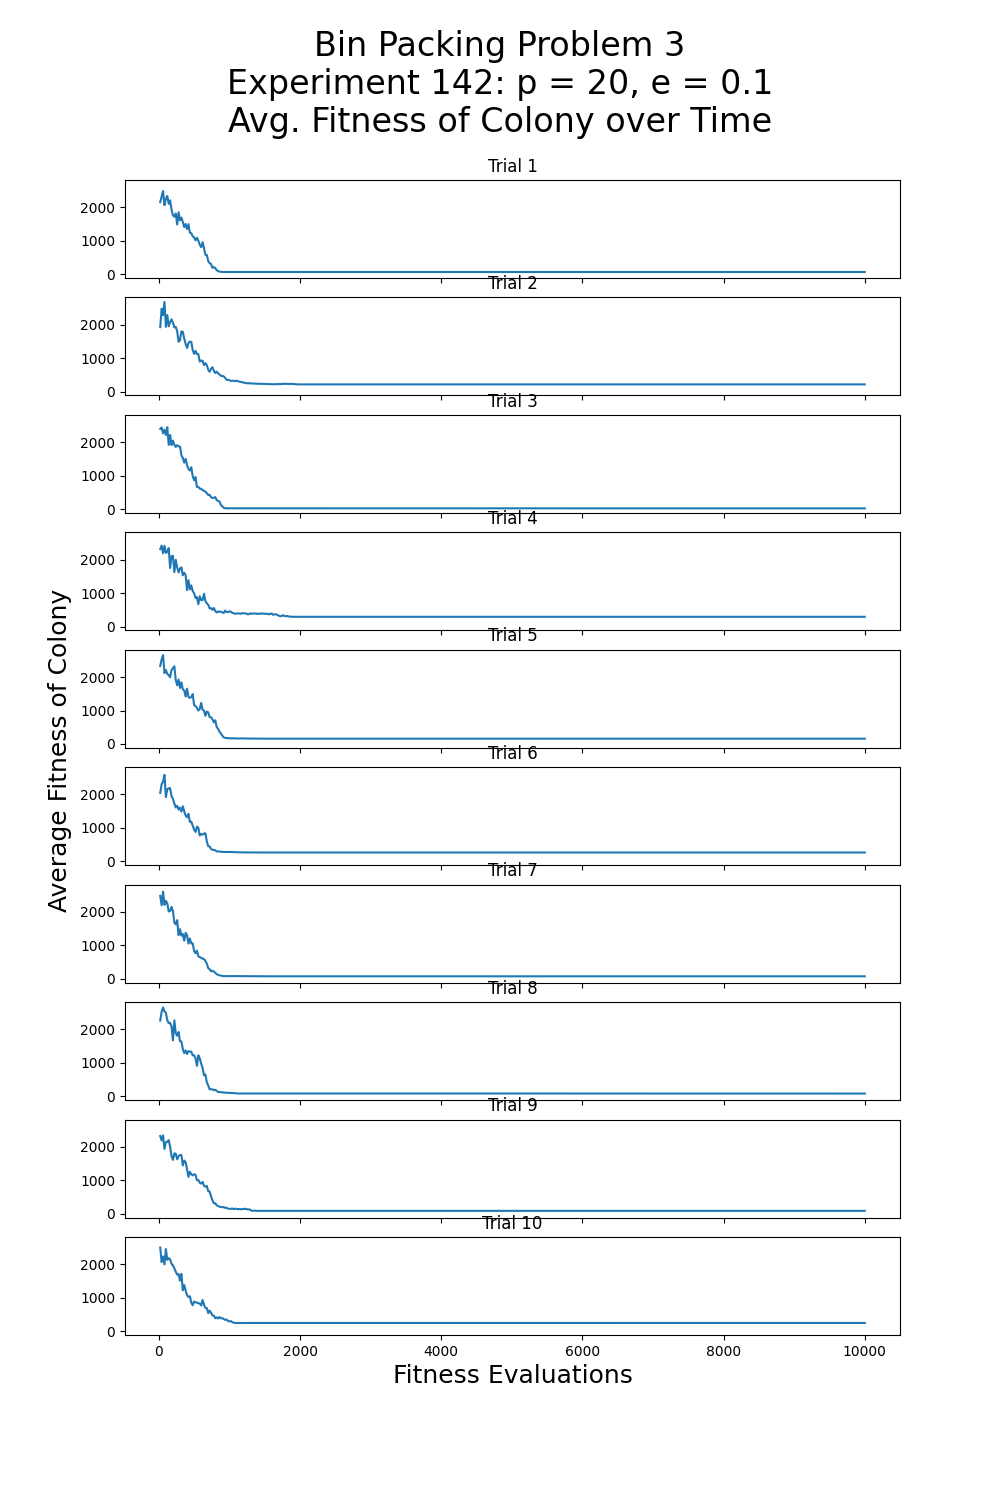 Bin Packing Problem 3
Experiment 142: p = 20, e = 0.1
Avg. Fitness of Colony over Time
Trial 1
2000
1000
0
Trial 2
2000
1000
0
Trial 3
2000
1000
0
Trial 4
2000
1000
0
Trial 5
2000
1000
0
Trial 6
2000
1000
0
Trial 7
2000
1000
0
Trial 8
2000
1000
0
Trial 9
2000
1000
0
Trial 10
2000
1000
0
0 2000 4000 6000 8000 10000
Fitness Evaluations
Average Fitness of Colony